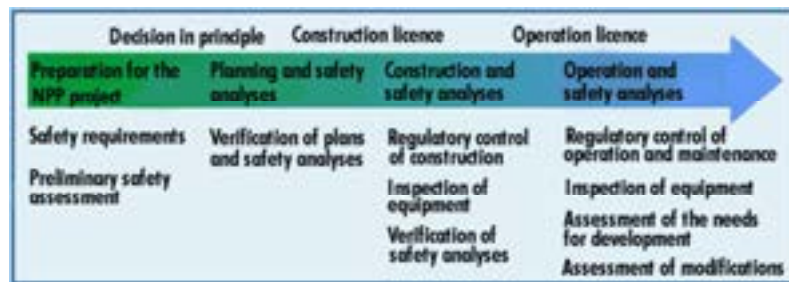 Decision in principle Construction licence Operation licence
Preparation for the
NPP project
Planning and safety
analyses
Construction and
safety analyses
Operation and
safety analyses
Safety requirements
Preliminary safety
assessment
Verification of plans
and safety analyses
Regulatory control
of construction
Inspection of
equipment
Verification of
safety analyses
Regulatory control of
operation and maintenance
Inspection of equipment
Assessment of the needs
for development
Assessment of modifications